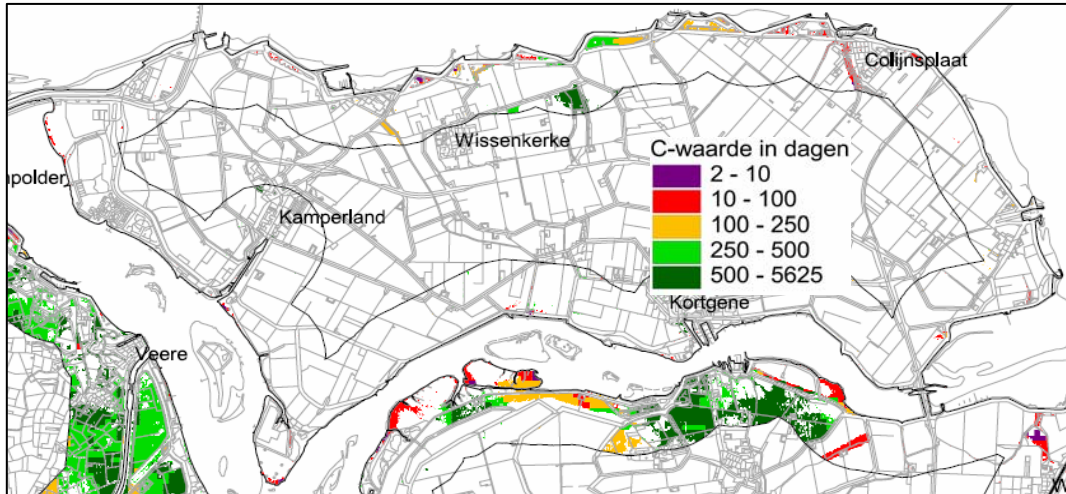 Colijnsplaat
Wissenkerke
C-waarde in dagen
2 - 10
10 - 100
100 - 250
250 - 500
500 - 5625
npolder
Kamperland
Kortgene
Veere
W